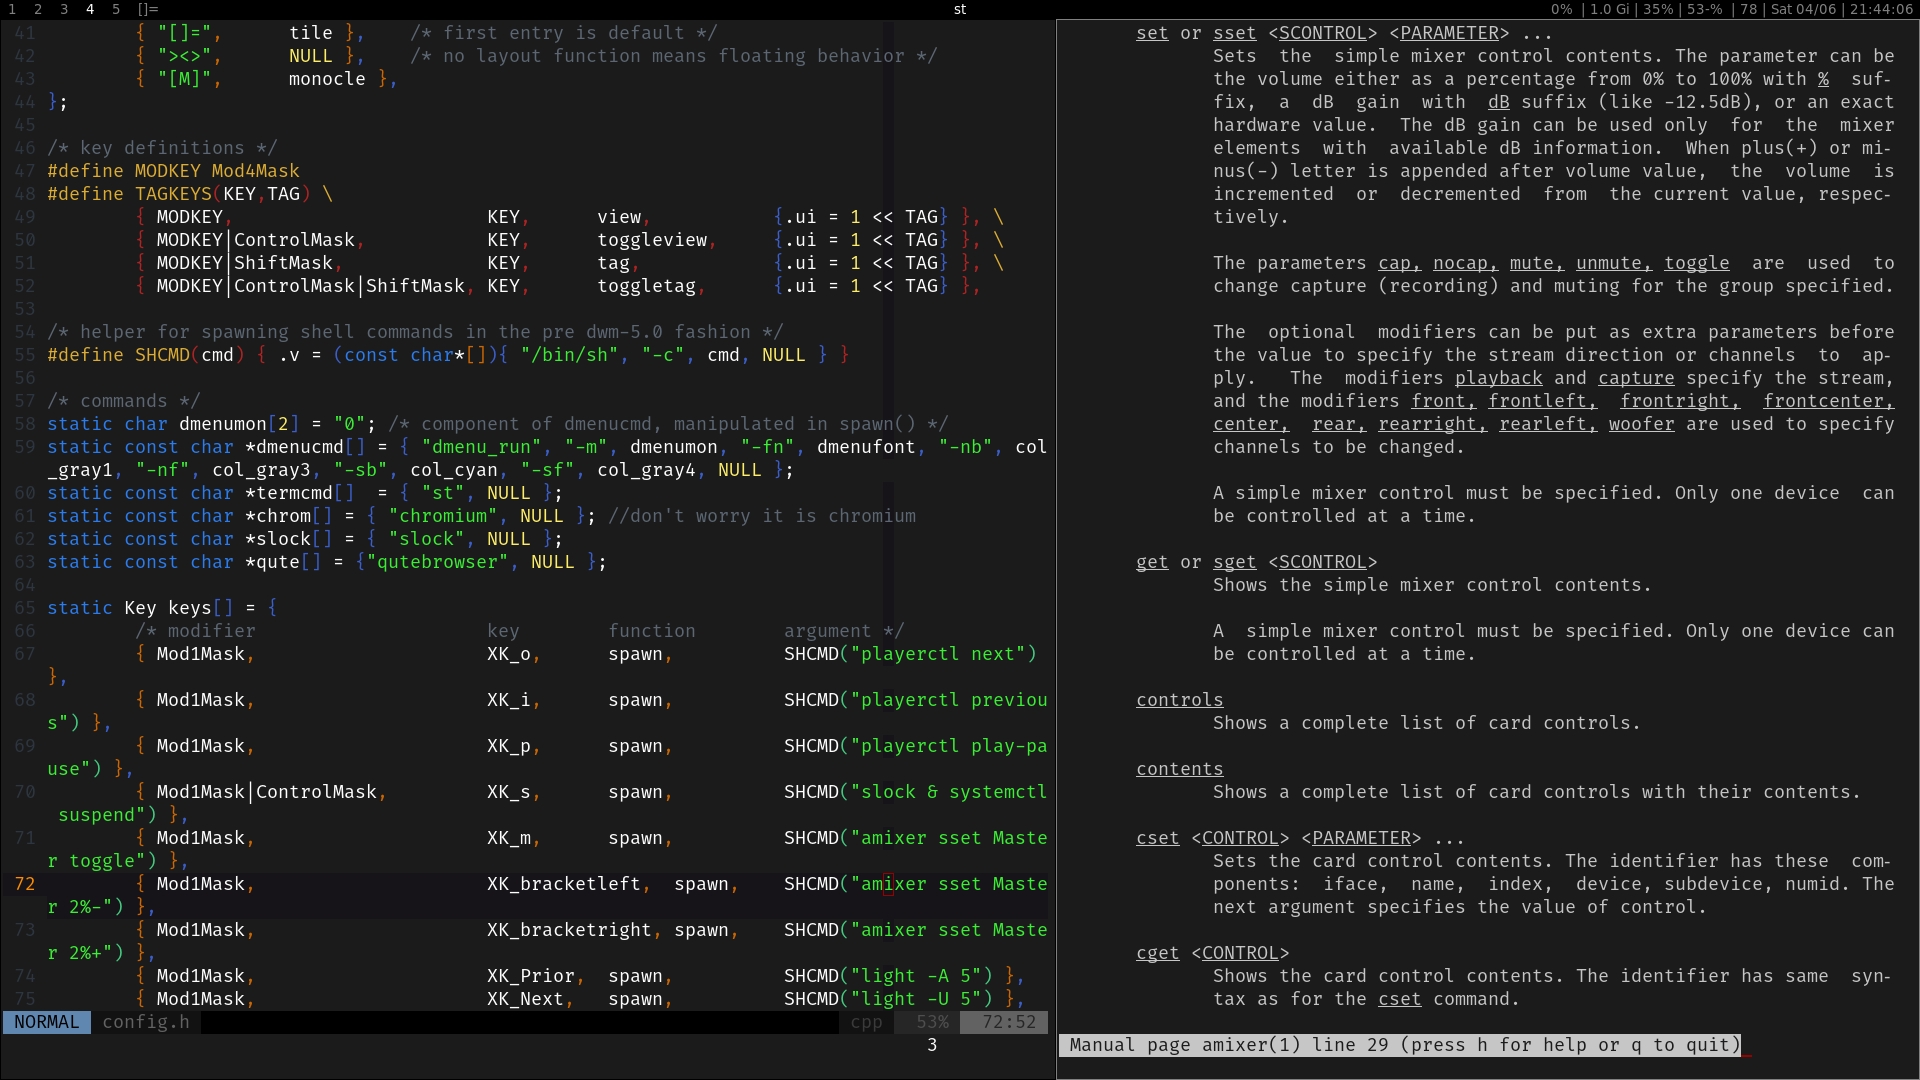 1 2 3 4 5 []= st 0% | 1.0 Gi | 35% | 53-% | 78 | Sat 04/06 | 21:44:06
41 { "[]=", tile }, /* first entry is default */
42 { "><>", NULL }, /* no layout function means floating behavior */
43 { "[M]", monocle },
44 };
45
46 /* key definitions */
47 #define MODKEY Mod4Mask
48 #define TAGKEYS(KEY,TAG) \
49 { MODKEY, KEY, view, {.ui = 1 << TAG} }, \
50 { MODKEY|ControlMask, KEY, toggleview, {.ui = 1 << TAG} }, \
51 { MODKEY|ShiftMask, KEY, tag, {.ui = 1 << TAG} }, \
52 { MODKEY|ControlMask|ShiftMask, KEY, toggletag, {.ui = 1 << TAG} },
53
54 /* helper for spawning shell commands in the pre dwm-5.0 fashion */
55 #define SHCMD(cmd) { .v = (const char*[]){ "/bin/sh", "-c", cmd, NULL } }
56
57 /* commands */
58 static char dmenumon[2] = "0"; /* component of dmenucmd, manipulated in spawn() */
59 static const char *dmenucmd[] = { "dmenu_run", "-m", dmenumon, "-fn", dmenufont, "-nb", col
_gray1, "-nf", col_gray3, "-sb", col_cyan, "-sf", col_gray4, NULL };
60 static const char *termcmd[]  = { "st", NULL };
61 static const char *chrom[] = { "chromium", NULL }; //don't worry it is chromium
62 static const char *slock[] = { "slock", NULL };
63 static const char *qute[] = {"qutebrowser", NULL };
64
65 static Key keys[] = {
66 /* modifier key function argument */
67 { Mod1Mask, XK_o, spawn, SHCMD("playerctl next")
},
68 { Mod1Mask, XK_i, spawn, SHCMD("playerctl previou
s") },
69 { Mod1Mask, XK_p, spawn, SHCMD("playerctl play-pa
use") },
70 { Mod1Mask|ControlMask, XK_s, spawn, SHCMD("slock & systemctl
suspend") },
71 { Mod1Mask, XK_m, spawn, SHCMD("amixer sset Maste
r toggle") },
72 { Mod1Mask, XK_bracketleft, spawn, SHCMD("amixer sset Maste
r 2%-") },
73 { Mod1Mask, XK_bracketright, spawn, SHCMD("amixer sset Maste
r 2%+") },
74 { Mod1Mask, XK_Prior, spawn, SHCMD("light -A 5") },
75 { Mod1Mask, XK_Next, spawn, SHCMD("light -U 5") },
NORMAL config.h cpp 53% 72:52
3
set or sset <SCONTROL> <PARAMETER> ...
Sets the simple mixer control contents. The parameter can be
the volume either as a percentage from 0% to 100% with % suf-
fix, a dB gain with dB suffix (like -12.5dB), or an exact
hardware value. The dB gain can be used only for the mixer
elements with available dB information. When plus(+) or mi-
nus(-) letter is appended after volume value, the volume is
incremented or decremented from the current value, respec-
tively.
The parameters cap, nocap, mute, unmute, toggle are used to
change capture (recording) and muting for the group specified.
The optional modifiers can be put as extra parameters before
the value to specify the stream direction or channels to ap-
ply. The modifiers playback and capture specify the stream,
and the modifiers front, frontleft, frontright, frontcenter,
center, rear, rearright, rearleft, woofer are used to specify
channels to be changed.
A simple mixer control must be specified. Only one device can
be controlled at a time.
get or sget <SCONTROL>
Shows the simple mixer control contents.
A simple mixer control must be specified. Only one device can
be controlled at a time.
controls
Shows a complete list of card controls.
contents
Shows a complete list of card controls with their contents.
cset <CONTROL> <PARAMETER> ...
Sets the card control contents. The identifier has these com-
ponents: iface, name, index, device, subdevice, numid. The
next argument specifies the value of control.
cget <CONTROL>
Shows the card control contents. The identifier has same syn-
tax as for the cset command.
Manual page amixer(1) line 29 (press h for help or q to quit)